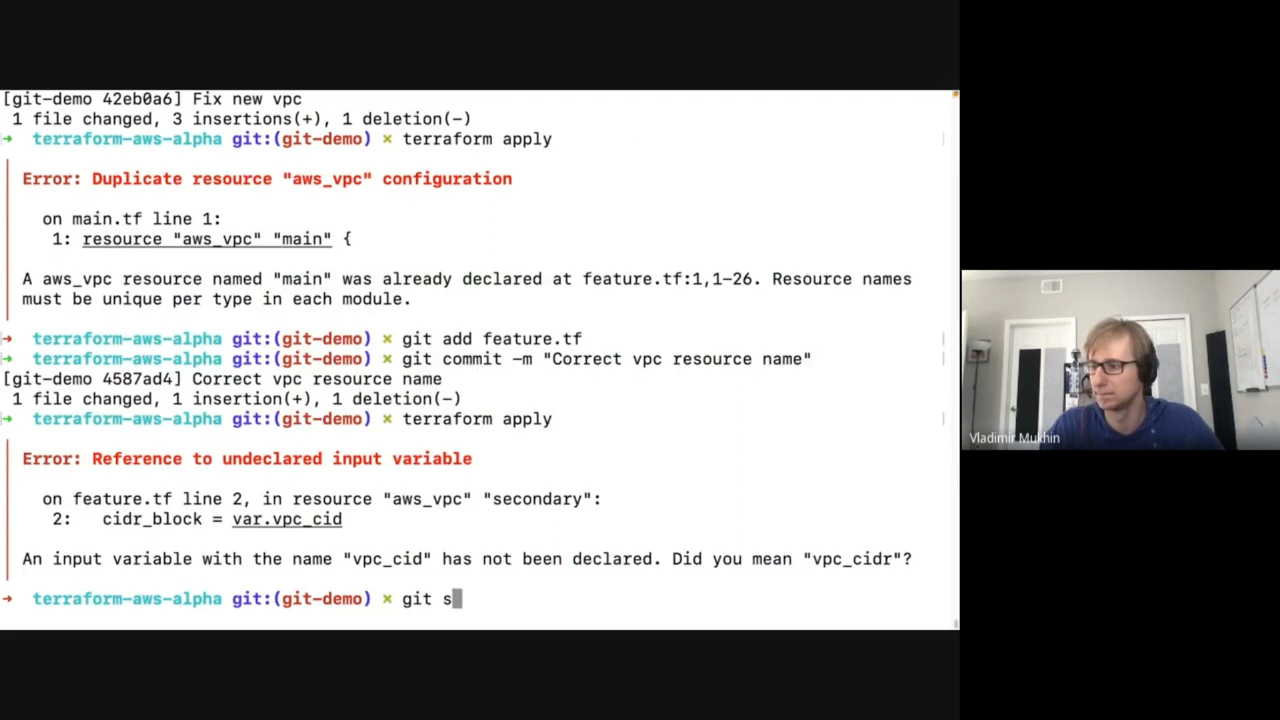 [git-demo 42eb0a6] Fix new vpc
1 file changed, 3 insertions(+), 1 deletion(-)
➜ terraform-aws-alpha git:(git-demo) ✗ terraform apply
Error: Duplicate resource "aws_vpc" configuration
on main.tf line 1:
1: resource "aws_vpc" "main" {
A aws_vpc resource named "main" was already declared at feature.tf:1,1-26. Resource names
must be unique per type in each module.
➜ terraform-aws-alpha git:(git-demo) ✗ git add feature.tf
➜ terraform-aws-alpha git:(git-demo) ✗ git commit -m "Correct vpc resource name"
[git-demo 4587ad4] Correct vpc resource name
1 file changed, 1 insertion(+), 1 deletion(-)
➜ terraform-aws-alpha git:(git-demo) ✗ terraform apply
Error: Reference to undeclared input variable
on feature.tf line 2, in resource "aws_vpc" "secondary":
2: cidr_block = var.vpc_cid
An input variable with the name "vpc_cid" has not been declared. Did you mean "vpc_cidr"?
➜ terraform-aws-alpha git:(git-demo) ✗ git s
Vladimir Mukhin